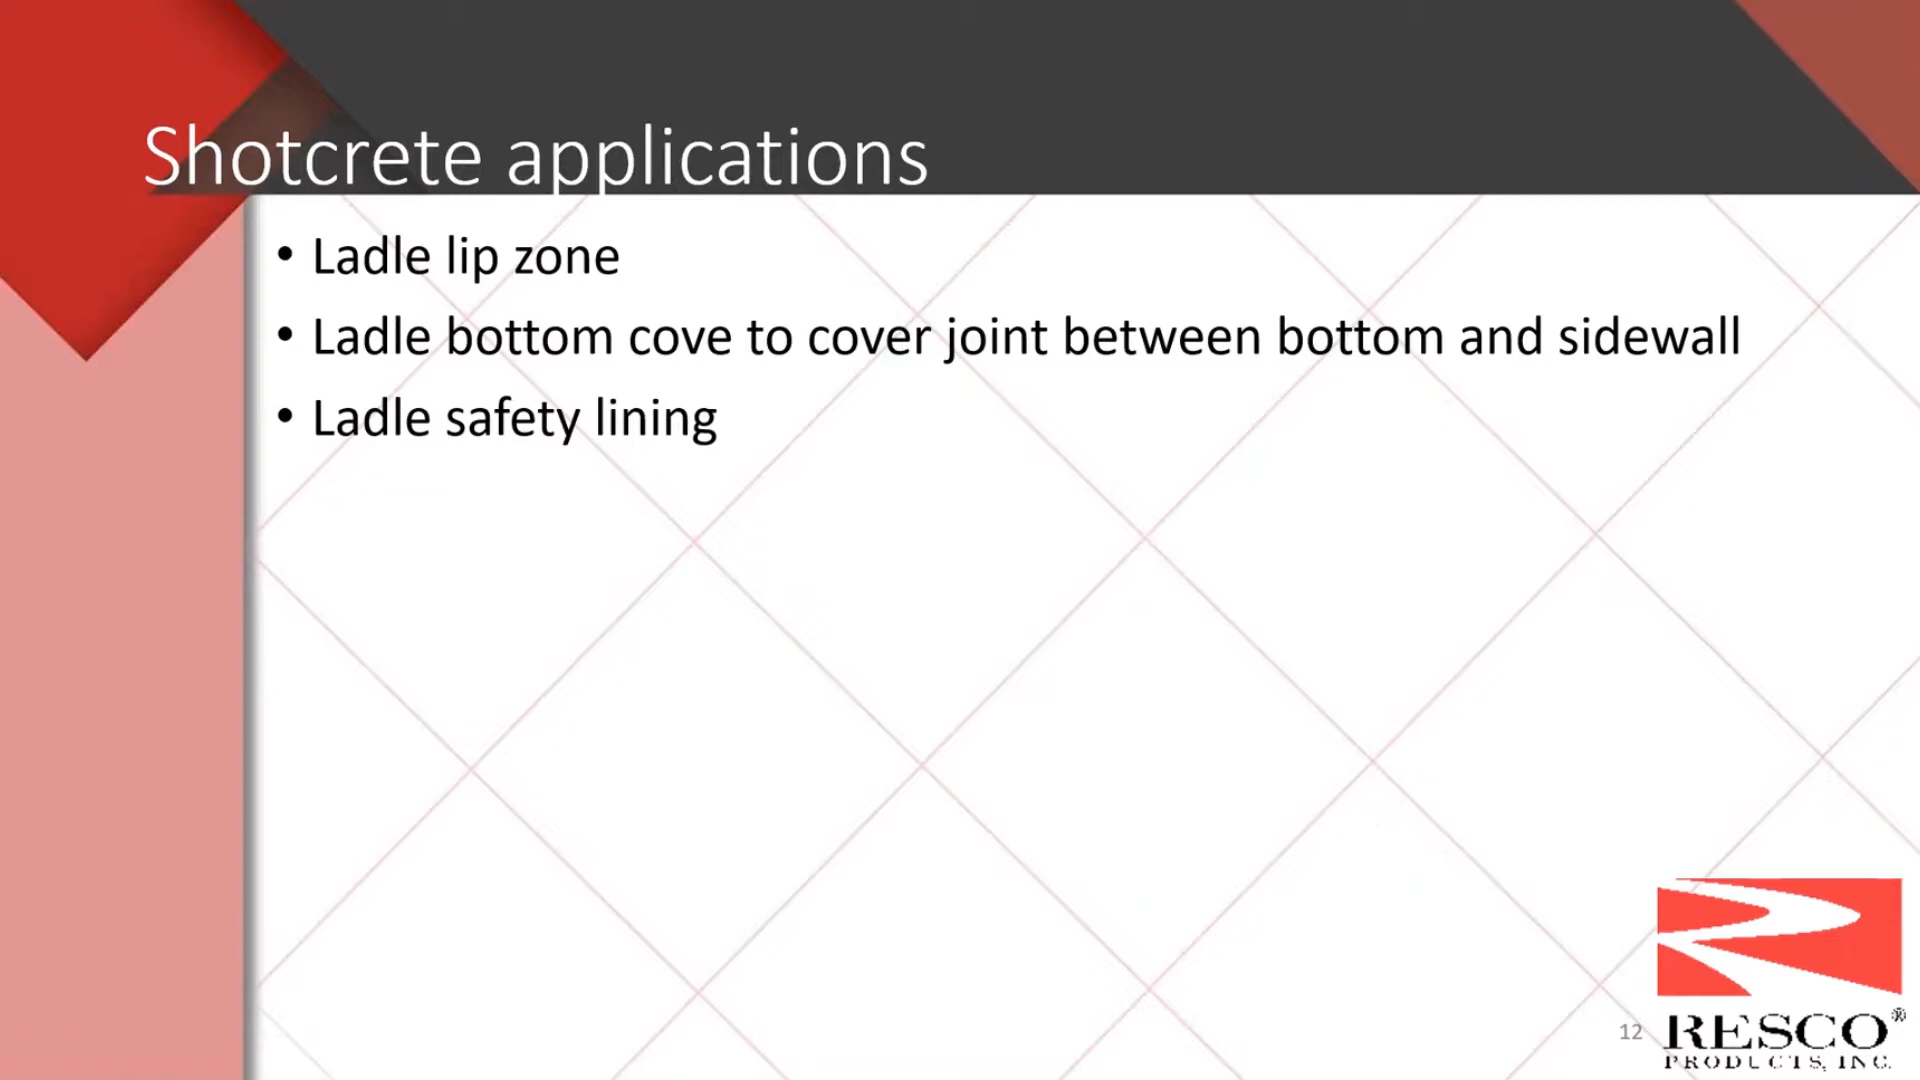 Shotcrete applications
• Ladle lip zone
• Ladle bottom cove to cover joint between bottom and sidewall
• Ladle safety lining
12
RESCO®
PRODUCTS, INC.